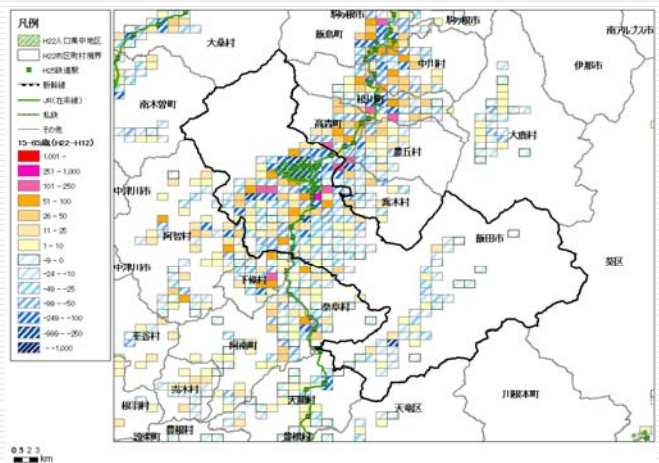 凡例
H22人口集中地区
H22市区町村境界
H25鉄道駅
新幹線
JR(在来線)
私鉄
その他
15-65歳(H22-H12)
1,001 -
251 - 1,000
101 - 250
51 - 100
26 - 50
11 - 25
1 - 10
-9 - 0
-24 - -10
-49 - -25
-99 - -50
-249 - -100
-999 - -250
- -1,000
駒ヶ根市
駒ヶ根市
飯島町
南アルプス市
大桑村
中川村
伊那市
南木曽町
松川町
高森町
大鹿村
豊丘村
中津川市
喬木村
阿智村
飯田市
葵区
中津川市
下條村
泰阜村
平谷村
阿南町
売木村
川根本町
根羽村
天龍村
天竜区
豊根村
豊根村
0.5 1 2 3
km